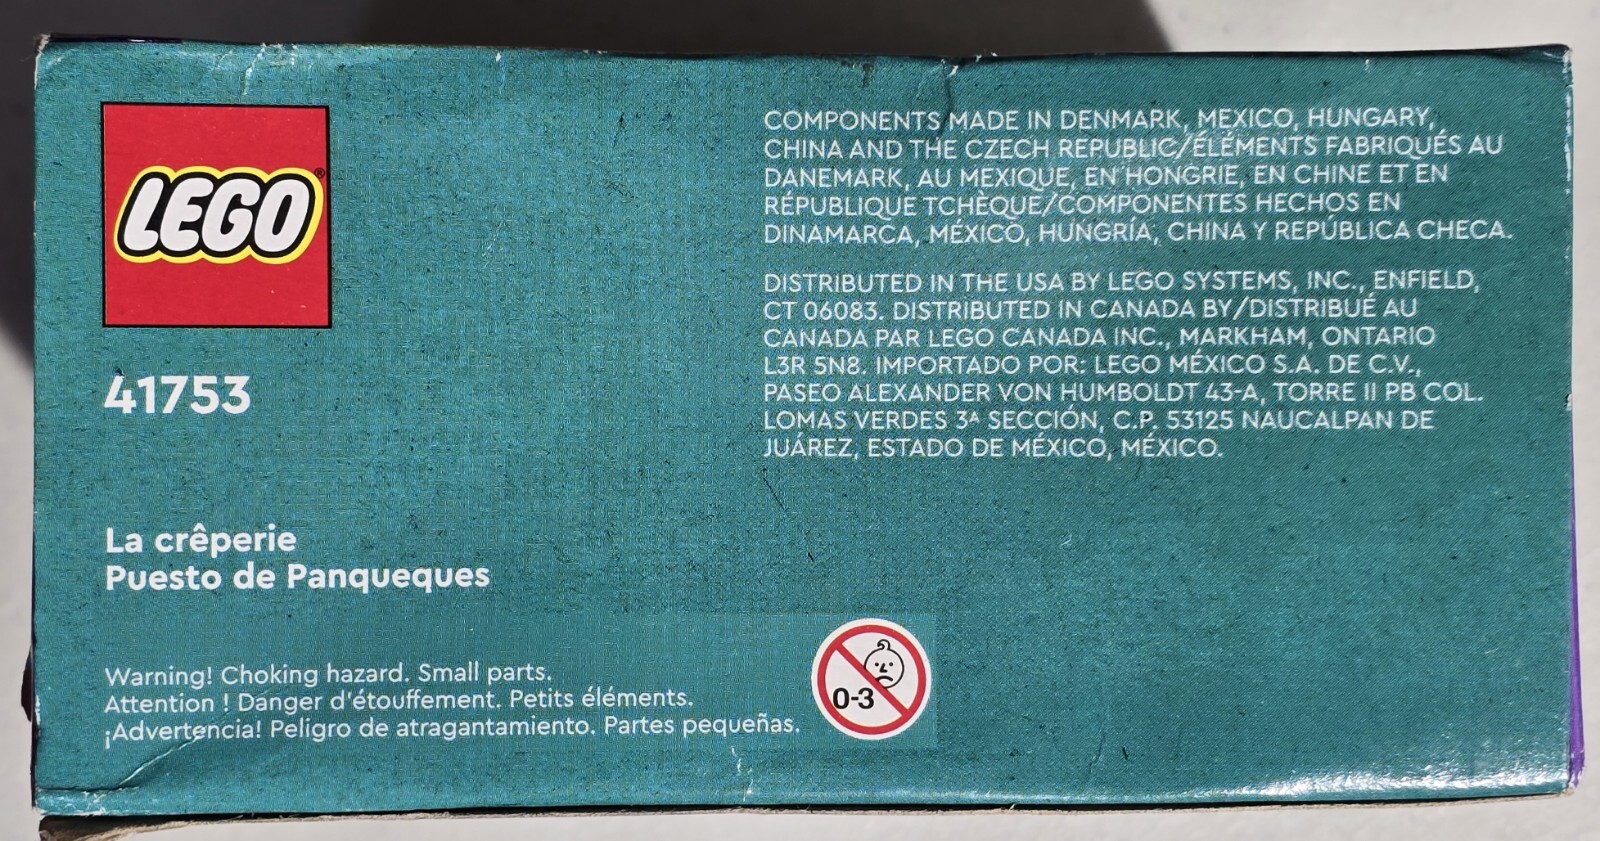 LEGO®
41753
La crêperie
Puesto de Panqueques
Warning! Choking hazard. Small parts.
Attention ! Danger d'étouffement. Petits éléments.
¡Advertencia! Peligro de atragantamiento. Partes pequeñas.
0-3
COMPONENTS MADE IN DENMARK, MEXICO, HUNGARY,
CHINA AND THE CZECH REPUBLIC/ÉLÉMENTS FABRIQUÉS AU
DANEMARK, AU MEXIQUE, EN HONGRIE, EN CHINE ET EN
RÉPUBLIQUE TCHÈQUE/COMPONENTES HECHOS EN
DINAMARCA, MÉXICO, HUNGRÍA, CHINA Y REPÚBLICA CHECA.
DISTRIBUTED IN THE USA BY LEGO SYSTEMS, INC., ENFIELD,
CT 06083. DISTRIBUTED IN CANADA BY/DISTRIBUÉ AU
CANADA PAR LEGO CANADA INC., MARKHAM, ONTARIO
L3R 5N8. IMPORTADO POR: LEGO MÉXICO S.A. DE C.V.,
PASEO ALEXANDER VON HUMBOLDT 43-A, TORRE II PB COL.
LOMAS VERDES 3ᴬ SECCIÓN, C.P. 53125 NAUCALPAN DE
JUÁREZ, ESTADO DE MÉXICO, MÉXICO.